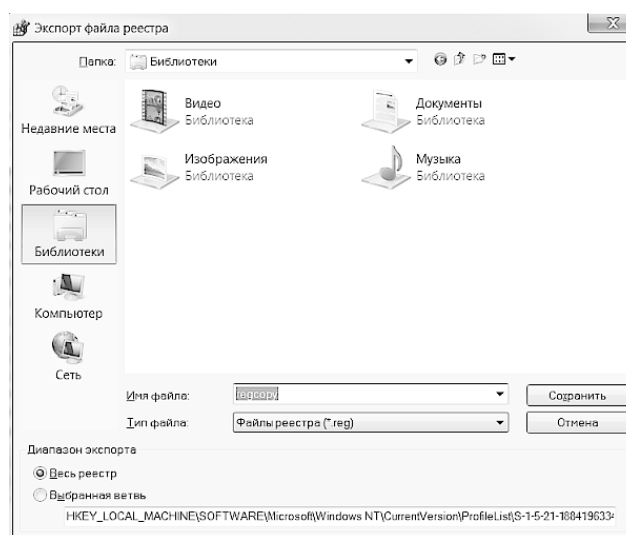 Экспорт файла реестра
Папка: Библиотеки
Недавние места
Рабочий стол
Библиотеки
Компьютер
Сеть
Видео
Библиотека
Документы
Библиотека
Изображения
Библиотека
Музыка
Библиотека
Имя файла: regcopy Сохранить
Тип файла: Файлы реестра (*.reg) Отмена
Диапазон экспорта
Весь реестр
Выбранная ветвь
HKEY_LOCAL_MACHINE\SOFTWARE\Microsoft\Windows NT\CurrentVersion\ProfileList\S-1-5-21-188419633